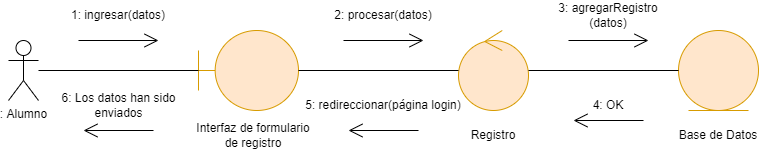 1: ingresar(datos)
2: procesar(datos)
3: agregarRegistro
(datos)
6: Los datos han sido
enviados
5: redireccionar(página login)
4: OK
: Alumno
Interfaz de formulario
de registro
Registro
Base de Datos